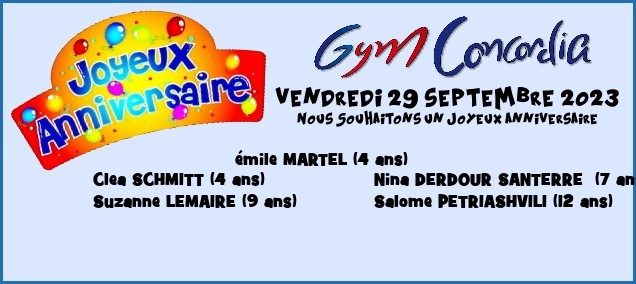 Joyeux
Anniversaire
Gym Concordia
VENDREDI 29 SEPTEMBRE 2023
NOUS SOUHAITONS UN JOYEUX ANNIVERSAIRE
émile MARTEL (4 ans)
Clea SCHMITT (4 ans) Nina DERDOUR SANTERRE (7 an
Suzanne LEMAIRE (9 ans) Salome PETRIASHVILI (12 ans)